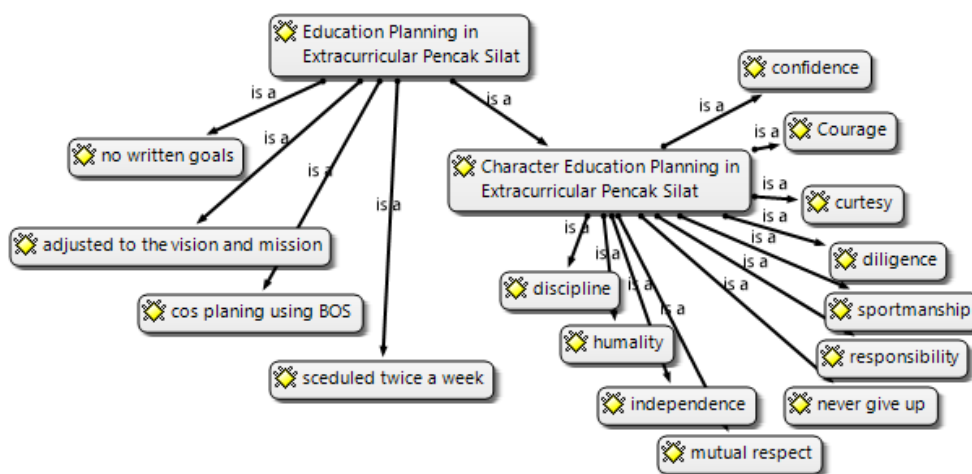 Education Planning in
Extracurricular Pencak Silat
is a
is a
is a
is a
is a
no written goals
adjusted to the vision and mission
cos planing using BOS
sceduled twice a week
Character Education Planning in
Extracurricular Pencak Silat
is a
is a
is a
is a
is a
is a
is a
is a
is a
is a
confidence
Courage
curtesy
diligence
sportmanship
responsibility
never give up
discipline
humality
independence
mutual respect